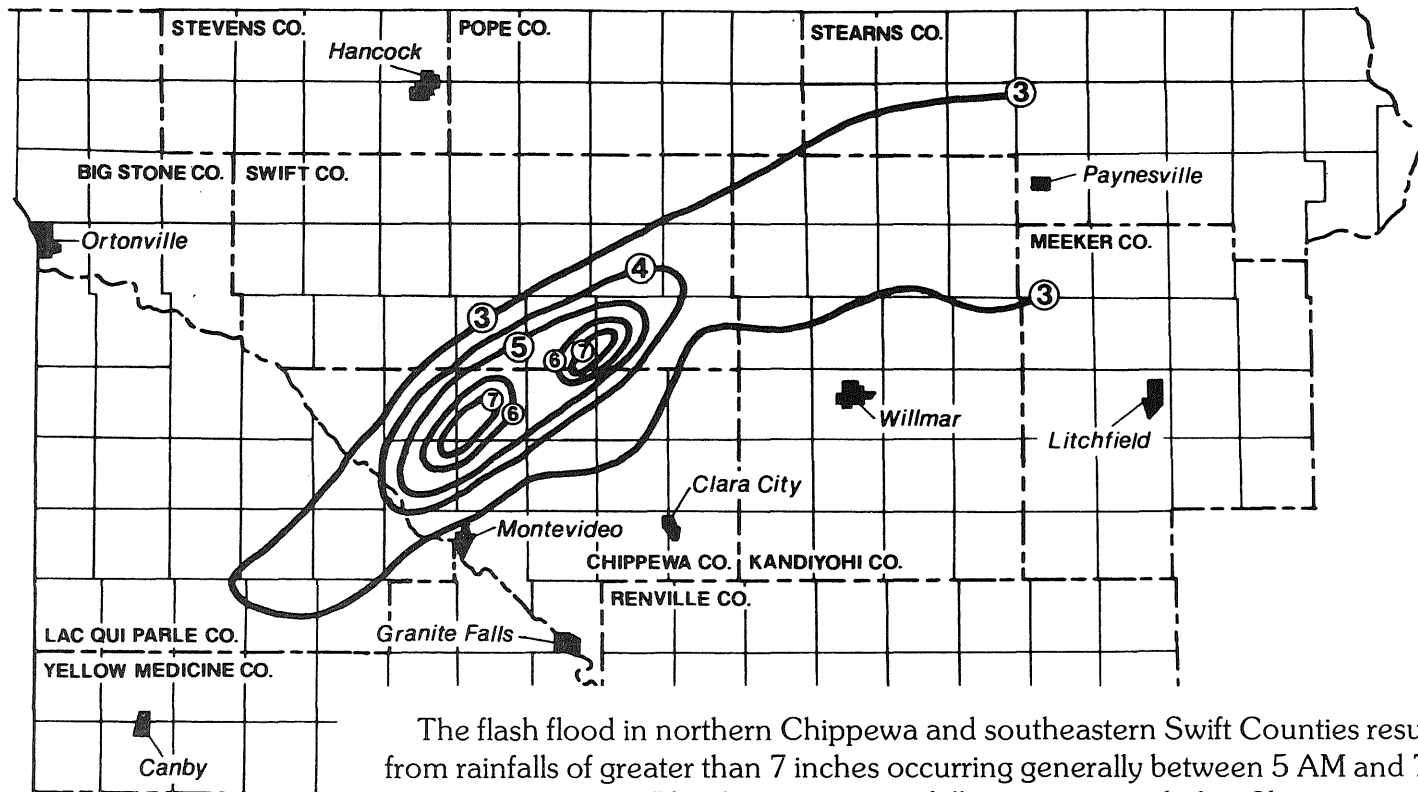 STEVENS CO.
POPE CO.
STEARNS CO.
Hancock
3
BIG STONE CO.
SWIFT CO.
Paynesville
Ortonville
MEEKER CO.
4
3
3
5
6
7
7
6
Willmar
Litchfield
Clara City
Montevideo
CHIPPEWA CO.
KANDIYOHI CO.
RENVILLE CO.
LAC QUI PARLE CO.
Granite Falls
YELLOW MEDICINE CO.
Canby
The flash flood in northern Chippewa and southeastern Swift Counties resu
from rainfalls of greater than 7 inches occurring generally between 5 AM and